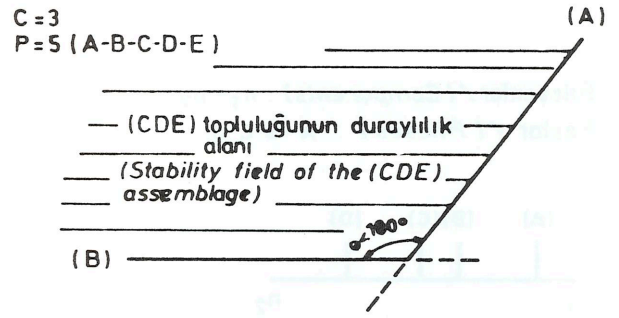 C=3
(A)
P=5 (A-B-C-D-E)
(CDE) topluluğunun duraylılık
alanı
(Stability field of the (CDE)
assemblage)
∝<180°
(B)